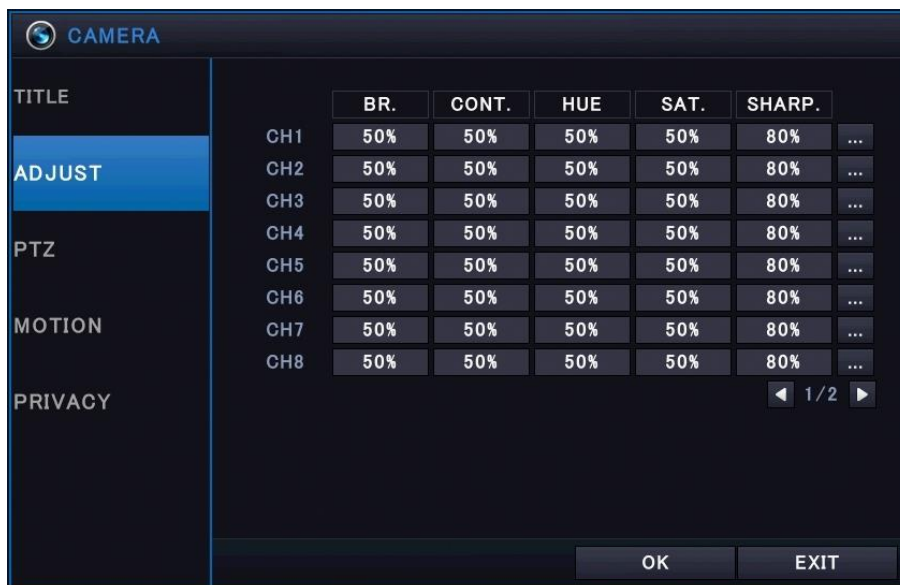 CAMERA
TITLE
ADJUST
PTZ
MOTION
PRIVACY
BR. CONT. HUE SAT. SHARP.
CH1 50% 50% 50% 50% 80% ...
CH2 50% 50% 50% 50% 80% ...
CH3 50% 50% 50% 50% 80% ...
CH4 50% 50% 50% 50% 80% ...
CH5 50% 50% 50% 50% 80% ...
CH6 50% 50% 50% 50% 80% ...
CH7 50% 50% 50% 50% 80% ...
CH8 50% 50% 50% 50% 80% ...
1/2
OK EXIT